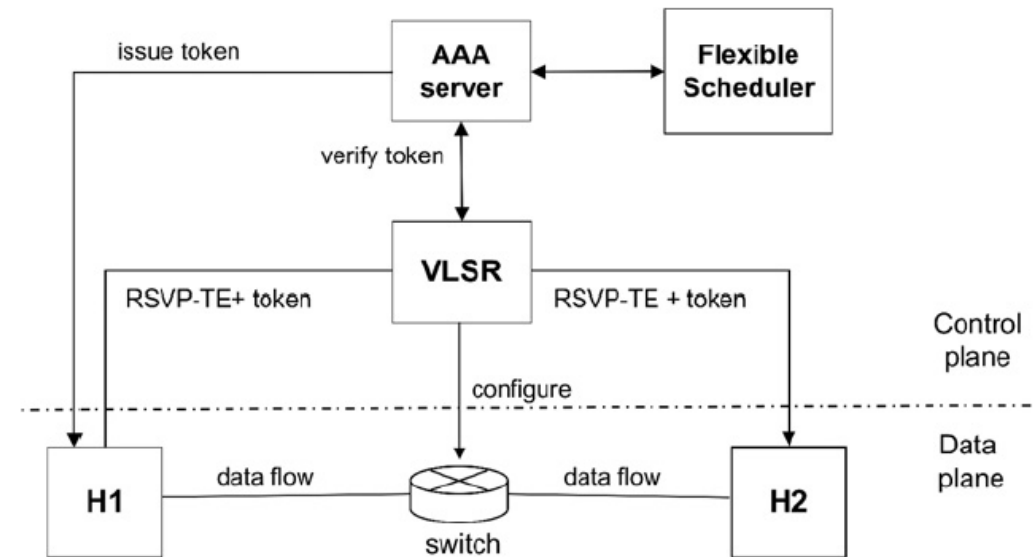 issue token
AAA
server
Flexible
Scheduler
verify token
VLSR
RSVP-TE+ token
RSVP-TE + token
Control
plane
configure
Data
plane
H1
data flow
data flow
H2
switch